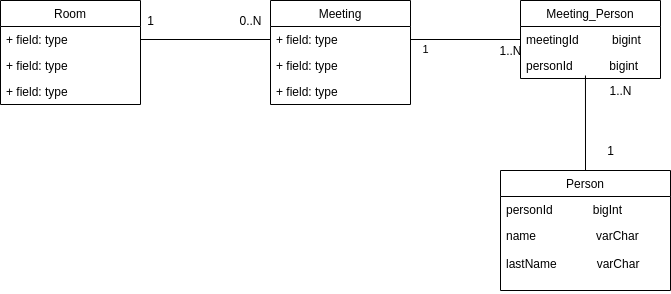 Room
+ field: type
+ field: type
+ field: type
1
0..N
Meeting
+ field: type
+ field: type
+ field: type
1
1..N
Meeting_Person
meetingId bigint
personId bigint
1..N
1
Person
personId bigInt
name varChar
lastName varChar